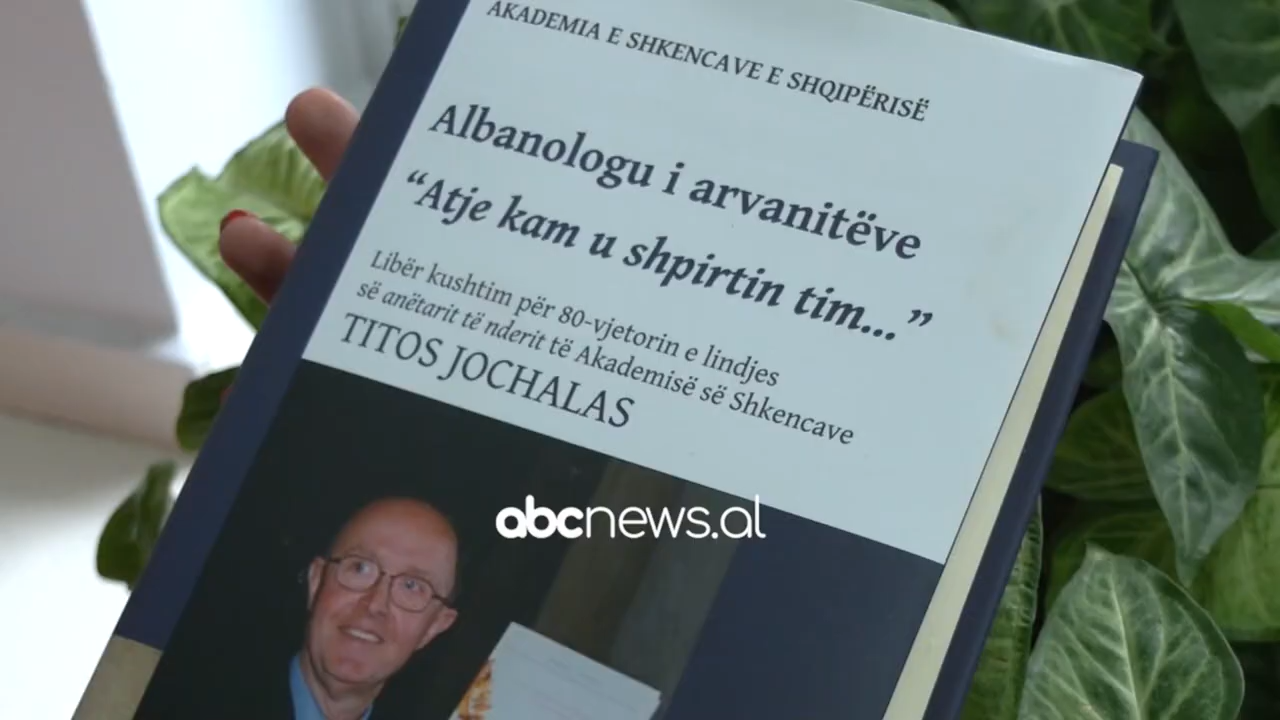 AKADEMIA E SHKENCAVE E SHQIPËRISË
Albanologu i arvanitëve
“Atje kam u shpirtin tim...”
Libër kushtim për 80-vjetorin e lindjes
së anëtarit të nderit të Akademisë së Shkencave
TITOS JOCHALAS
abcnews.al